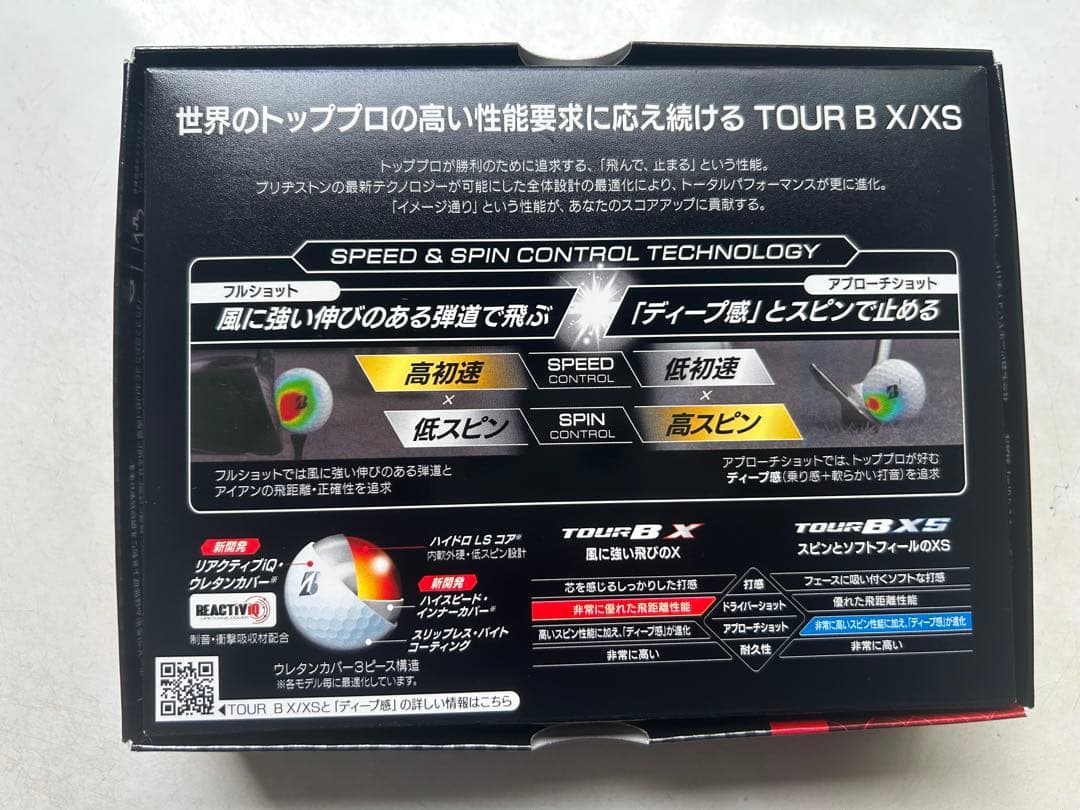 世界のトッププロの高い性能要求に応え続ける TOUR B X/XS
トッププロが勝利のために追求する、「飛んで、止まる」という性能。
ブリヂストンの最新テクノロジーが可能にした全体設計の最適化により、トータルパフォーマンスが更に進化。
「イメージ通り」という性能が、あなたのスコアアップに貢献する。
SPEED & SPIN CONTROL TECHNOLOGY
フルショット
風に強い伸びのある弾道で飛ぶ
アプローチショット
「ディープ感」とスピンで止める
高初速
SPEED
CONTROL
低初速
×
×
低スピン
SPIN
CONTROL
高スピン
フルショットでは風に強い伸びのある弾道と
アイアンの飛距離・正確性を追求
アプローチショットでは、トッププロが好む
ディープ感(乗り感+軟らかい打音)を追求
新開発
リアクティブiQ・
ウレタンカバー※
REACTIV iQ
URETHANE COVER
制音・衝撃吸収材配合
ハイドロ LS コア※
内軟外硬・低スピン設計
新開発
ハイスピード・
インナーカバー※
スリップレス・バイト
コーティング
ウレタンカバー3ピース構造
※各モデル毎に最適化しています。
TOUR B X/XSと「ディープ感」の詳しい情報はこちら
TOUR B X
風に強い飛びのX
TOUR B XS
スピンとソフトフィールのXS
芯を感じるしっかりした打感
打感
フェースに吸い付くソフトな打感
非常に優れた飛距離性能
ドライバーショット
優れた飛距離性能
高いスピン性能に加え、「ディープ感」が進化
アプローチショット
非常に高いスピン性能に加え、「ディープ感」が進化
非常に高い
耐久性
非常に高い